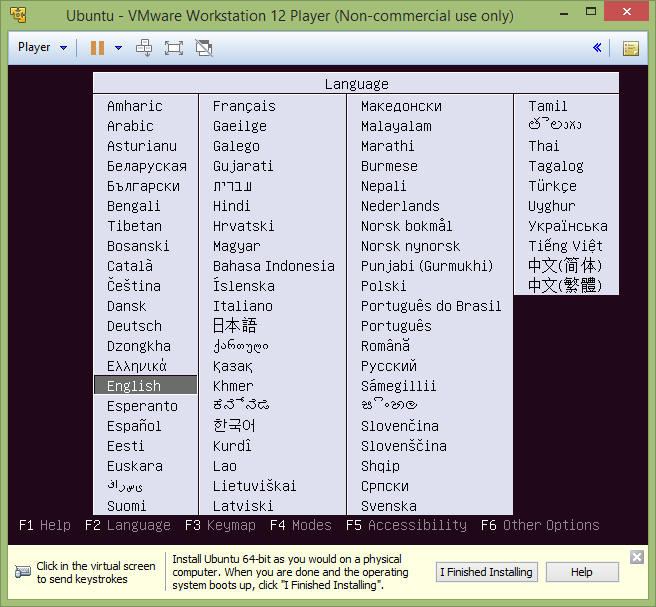 Ubuntu - VMware Workstation 12 Player (Non-commercial use only)
Player
Language
Amharic
Arabic
Asturianu
Беларуская
Български
Bengali
Tibetan
Bosanski
Català
Čeština
Dansk
Deutsch
Dzongkha
Ελληνικά
English
Esperanto
Español
Eesti
Euskara
فارسی
Suomi
Français
Gaeilge
Galego
Gujarati
עברית
Hindi
Hrvatski
Magyar
Bahasa Indonesia
Íslenska
Italiano
日本語
ქართული
Қазақ
Khmer
ಕನ್ನಡ
한국어
Kurdî
Lao
Lietuviškai
Latviski
Македонски
Malayalam
Marathi
Burmese
Nepali
Nederlands
Norsk bokmål
Norsk nynorsk
Punjabi (Gurmukhi)
Polski
Português do Brasil
Português
Română
Русский
Sámegillii
සිංහල
Slovenčina
Slovenščina
Shqip
Српски
Svenska
Tamil
తెలుగు
Thai
Tagalog
Türkçe
Uyghur
Українська
Tiếng Việt
中文(简体)
中文(繁體)
F1 Help F2 Language F3 Keymap F4 Modes F5 Accessibility F6 Other Options
Click in the virtual screen
to send keystrokes
Install Ubuntu 64-bit as you would on a physical
computer. When you are done and the operating
system boots up, click "I Finished Installing".
I Finished Installing
Help